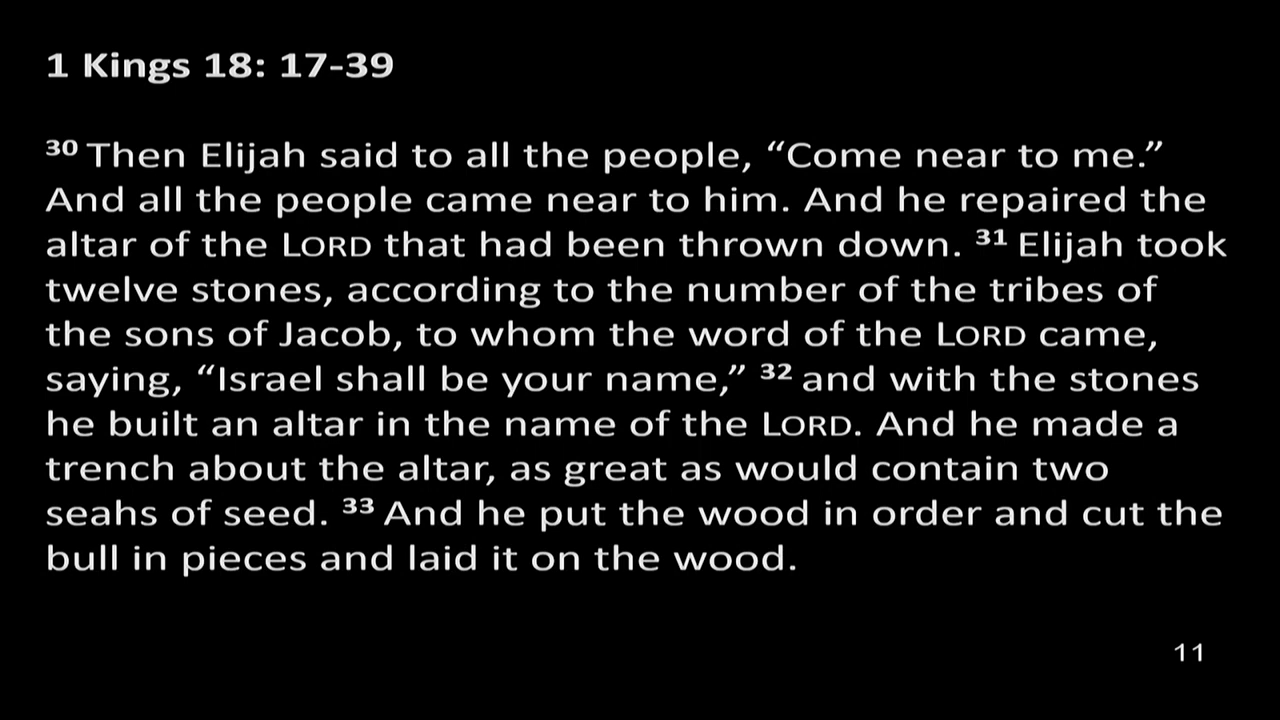 1 Kings 18: 17-39
30 Then Elijah said to all the people, “Come near to me.”
And all the people came near to him. And he repaired the
altar of the LORD that had been thrown down. 31 Elijah took
twelve stones, according to the number of the tribes of
the sons of Jacob, to whom the word of the LORD came,
saying, “Israel shall be your name,” 32 and with the stones
he built an altar in the name of the LORD. And he made a
trench about the altar, as great as would contain two
seahs of seed. 33 And he put the wood in order and cut the
bull in pieces and laid it on the wood.
11